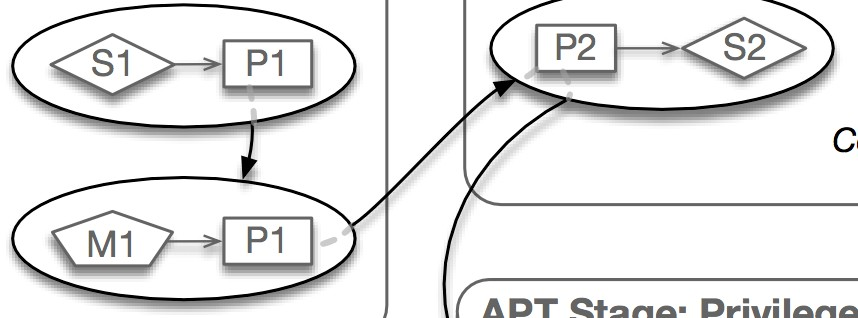 S1 P1
P2 S2
M1 P1
APT Stage: Privilege